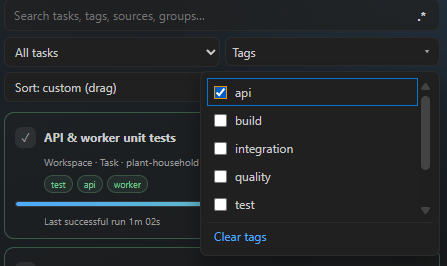 Search tasks, tags, sources, groups...
.*
All tasks
Tags
Sort: custom (drag)
api
build
integration
quality
test
Clear tags
✓ API & worker unit tests
Workspace · Task · plant-household
test api worker
Last successful run 1m 02s